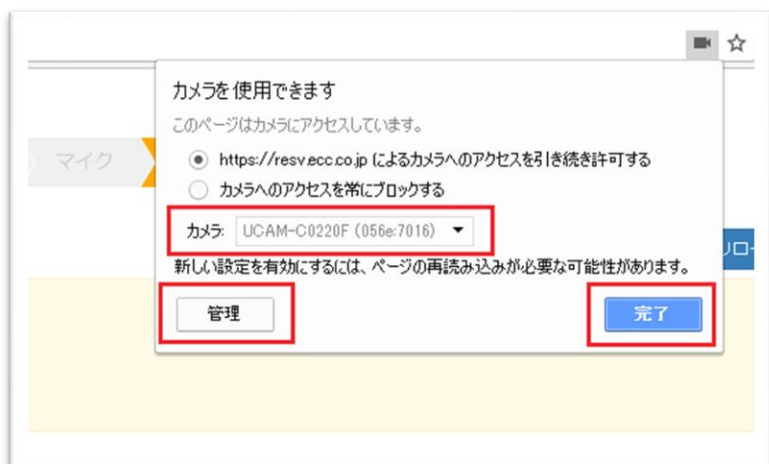 カメラを使用できます
このページはカメラにアクセスしています。
マイク
https://resv.ecc.co.jp によるカメラへのアクセスを引き続き許可する
カメラへのアクセスを常にブロックする
カメラ: UCAM-C0220F (056e:7016)
新しい設定を有効にするには、ページの再読み込みが必要な可能性があります。
管理
完了